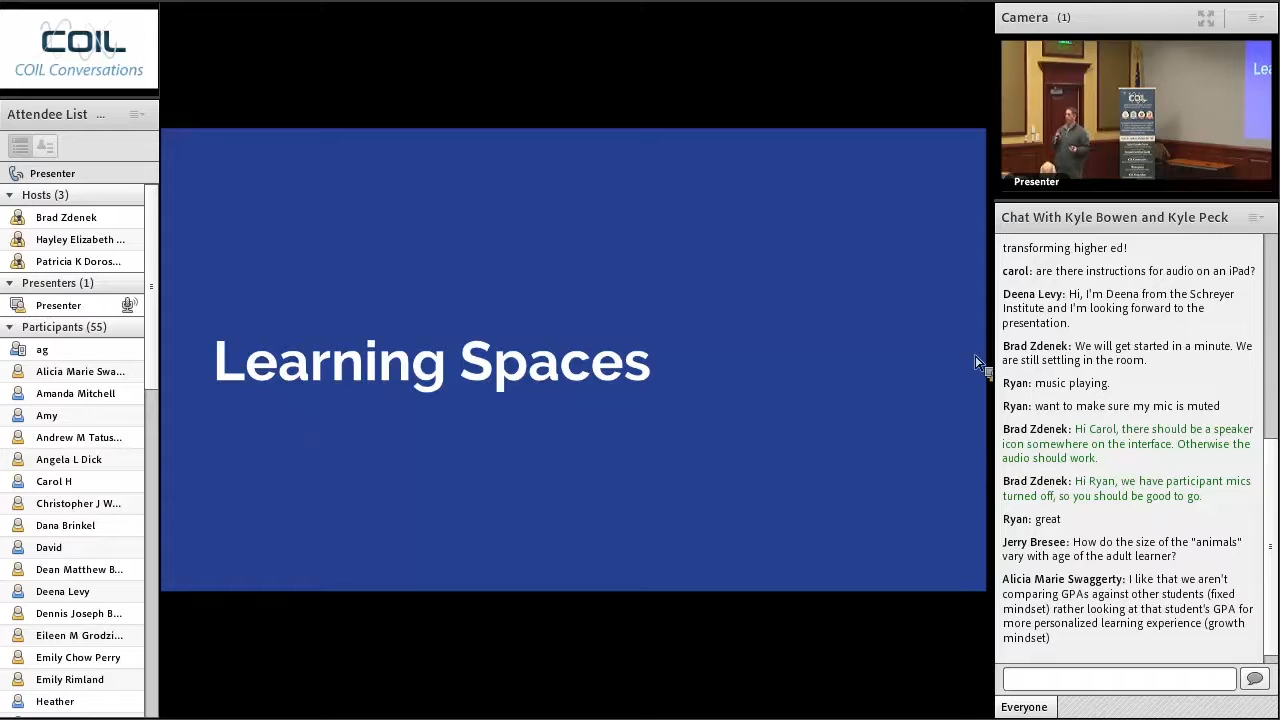 COIL
COIL Conversations
Attendee List ...
Presenter
Hosts (3)
Brad Zdenek
Hayley Elizabeth ...
Patricia K Doros...
Presenters (1)
Presenter
Participants (55)
ag
Alicia Marie Swa...
Amanda Mitchell
Amy
Andrew M Tatus...
Angela L Dick
Carol H
Christopher J W...
Dana Brinkel
David
Dean Matthew B...
Deena Levy
Dennis Joseph B...
Eileen M Grodzi...
Emily Chow Perry
Emily Rimland
Heather
Learning Spaces
Camera (1)
Lea
COIL
Presenter
Chat With Kyle Bowen and Kyle Peck
transforming higher ed!
carol: are there instructions for audio on an iPad?
Deena Levy: Hi, I'm Deena from the Schreyer
Institute and I'm looking forward to the
presentation.
Brad Zdenek: We will get started in a minute. We
are still settling in the room.
Ryan: music playing.
Ryan: want to make sure my mic is muted
Brad Zdenek: Hi Carol, there should be a speaker
icon somewhere on the interface. Otherwise the
audio should work.
Brad Zdenek: Hi Ryan, we have participant mics
turned off, so you should be good to go.
Ryan: great
Jerry Bresee: How do the size of the "animals"
vary with age of the adult learner?
Alicia Marie Swaggerty: I like that we aren't
comparing GPAs against other students (fixed
mindset) rather looking at that student's GPA for
more personalized learning experience (growth
mindset)
Everyone